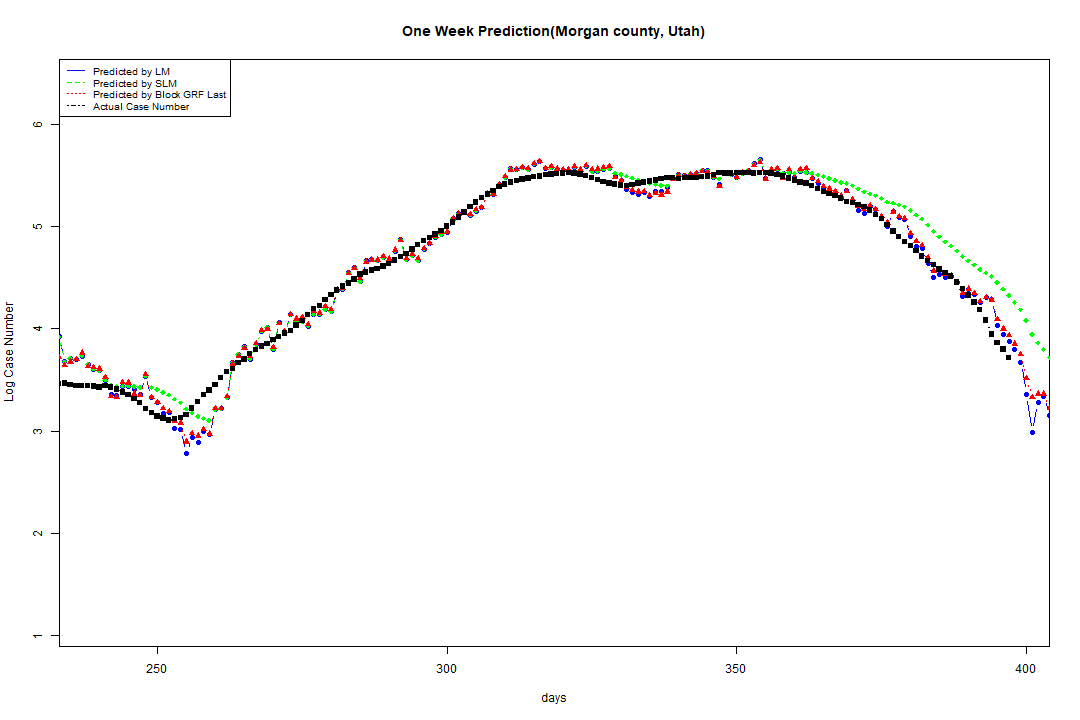 One Week Prediction(Morgan county, Utah)
Predicted by LM
Predicted by SLM
Predicted by Block GRF Last
Actual Case Number
6
5
4
3
2
1
Log Case Number
250
300
350
400
days